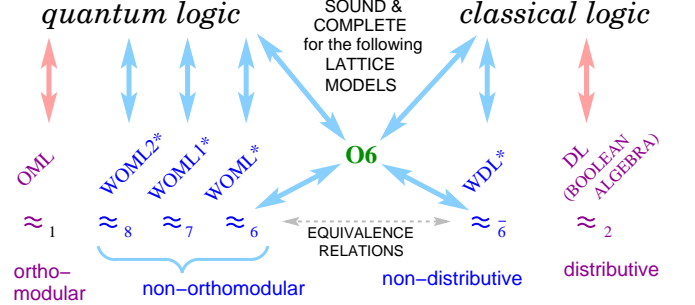 quantum logic
SOUND &
COMPLETE
for the following
LATTICE
MODELS
classical logic
OML
WOML2*
WOML1*
WOML*
O6
WDL*
DL
(BOOLEAN
ALGEBRA)
≈ 1
≈ 8
≈ 7
≈ 6
EQUIVALENCE
RELATIONS
≈ 6̅
≈ 2
ortho−
modular
non−orthomodular
non−distributive
distributive